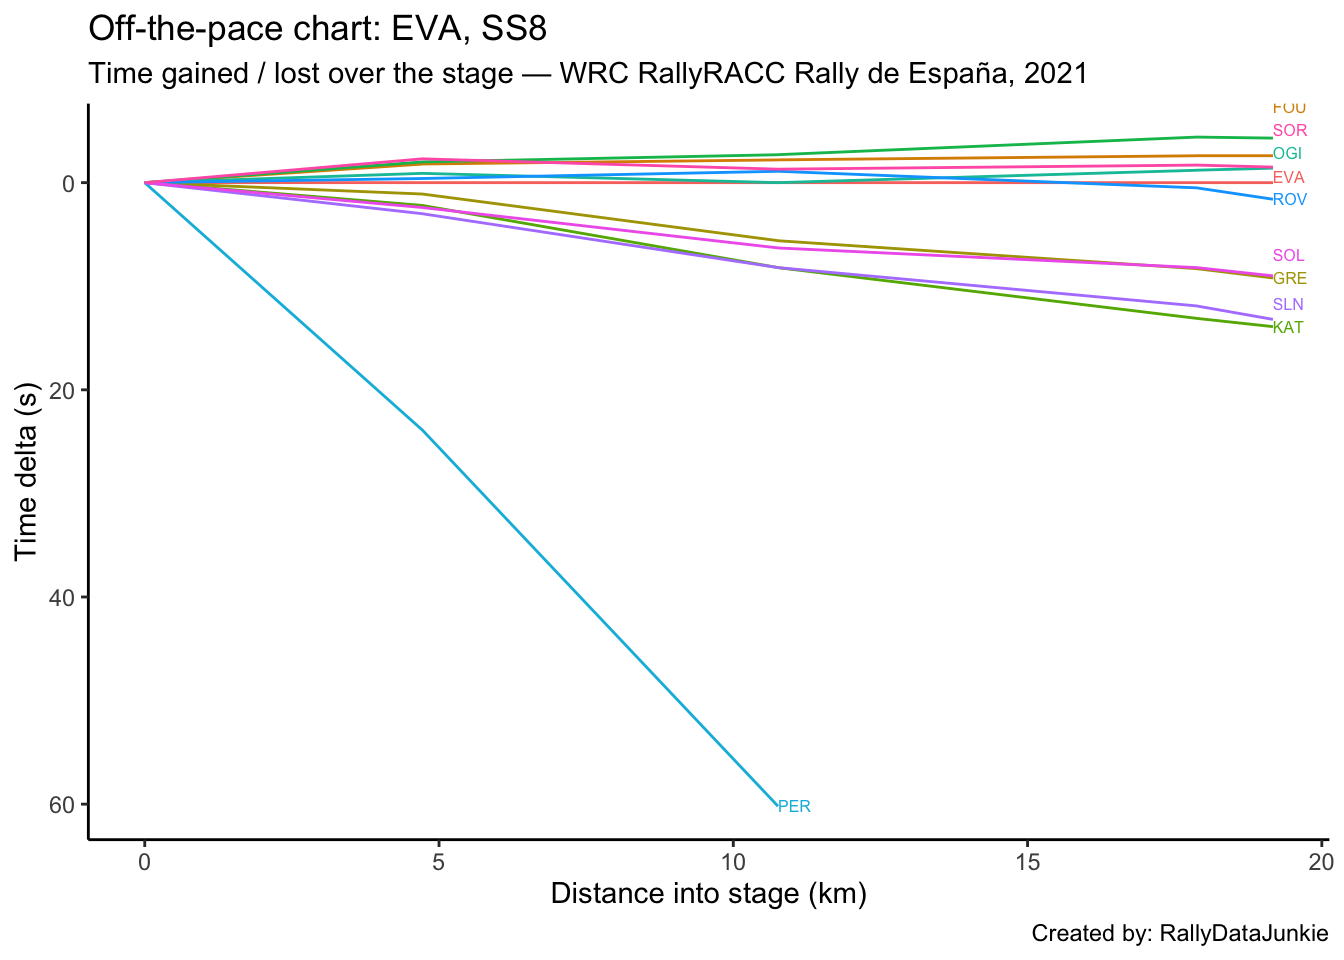 Off-the-pace chart: EVA, SS8
Time gained / lost over the stage — WRC RallyRACC Rally de España, 2021
FOU
SOR
OGI
EVA
ROV
SOL
GRE
SLN
KAT
PER
0
20
40
60
Time delta (s)
0 5 10 15 20
Distance into stage (km)
Created by: RallyDataJunkie